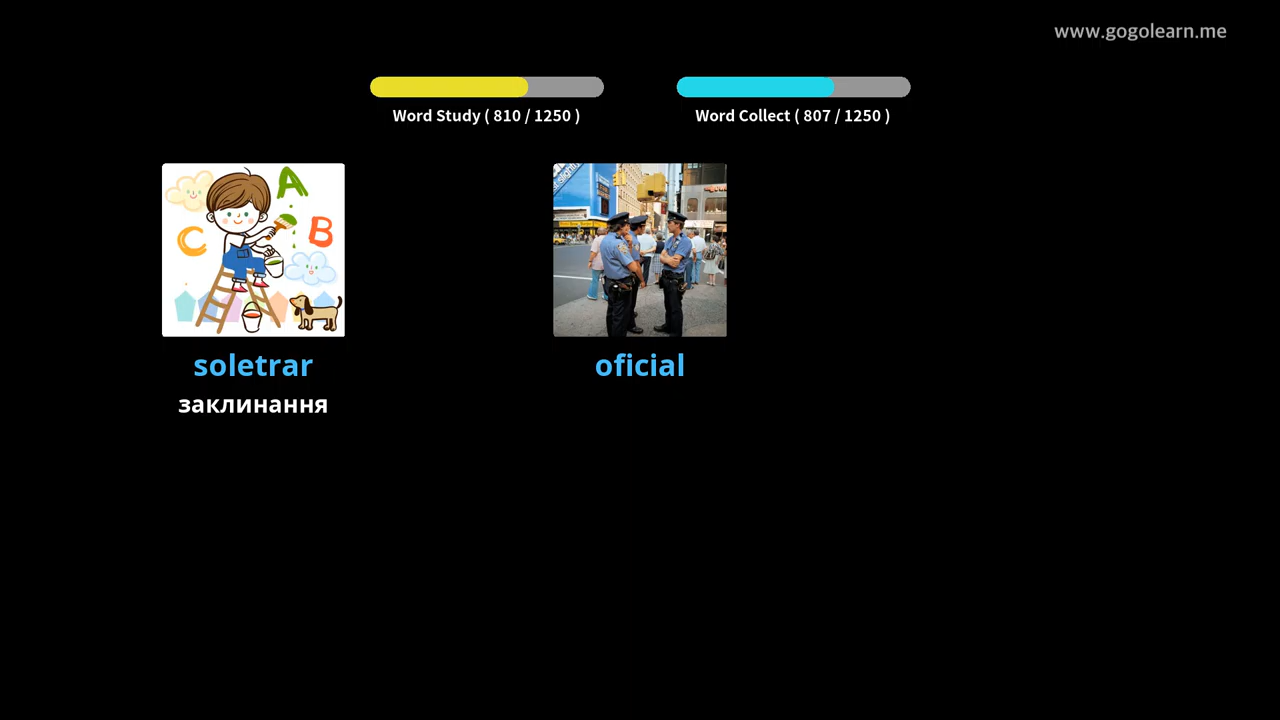 www.gogolearn.me
Word Study ( 810 / 1250 )
Word Collect ( 807 / 1250 )
A
B
C
soletrar
oficial
заклинання